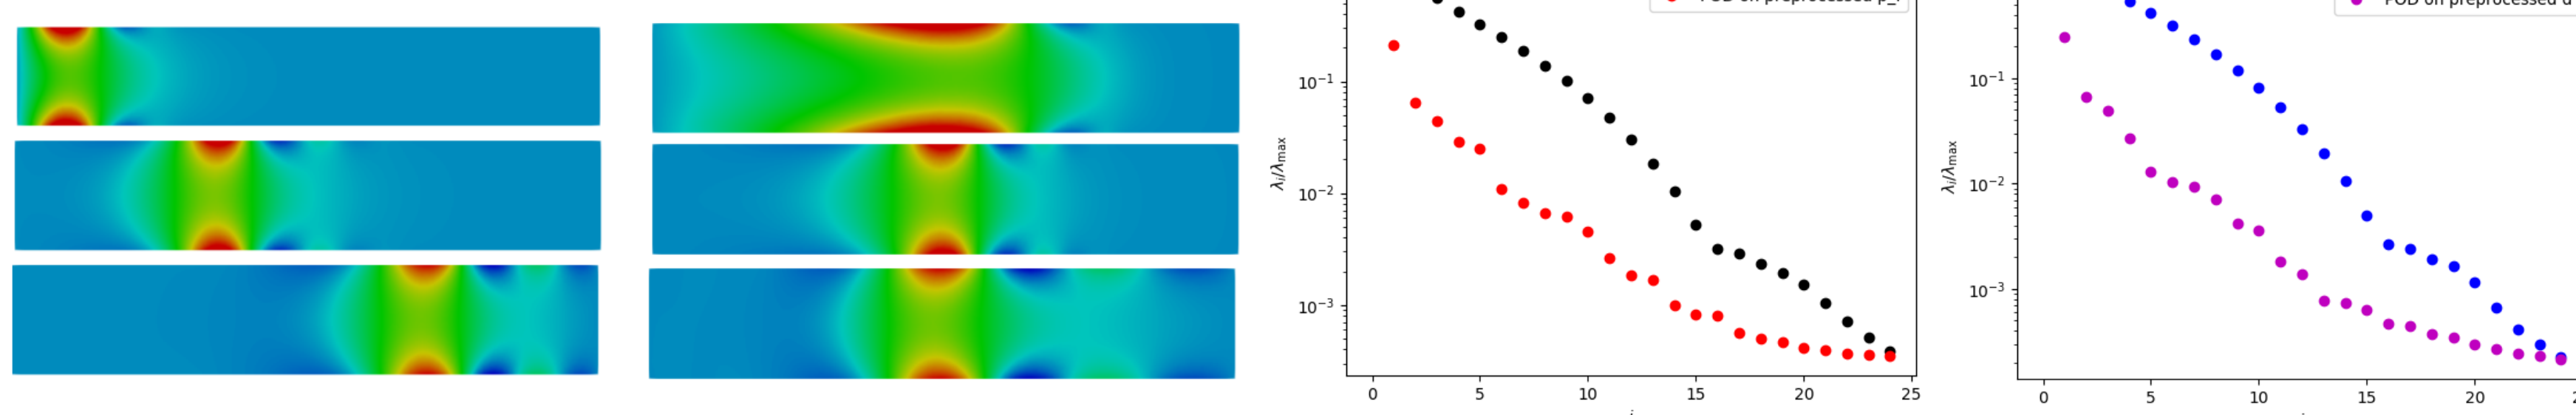 POD on preprocessed
10⁻¹
10⁻²
10⁻³
λᵢ/λmax
0 5 10 15 20 25
POD on preprocessed
10⁻¹
10⁻²
10⁻³
λᵢ/λmax
0 5 10 15 20